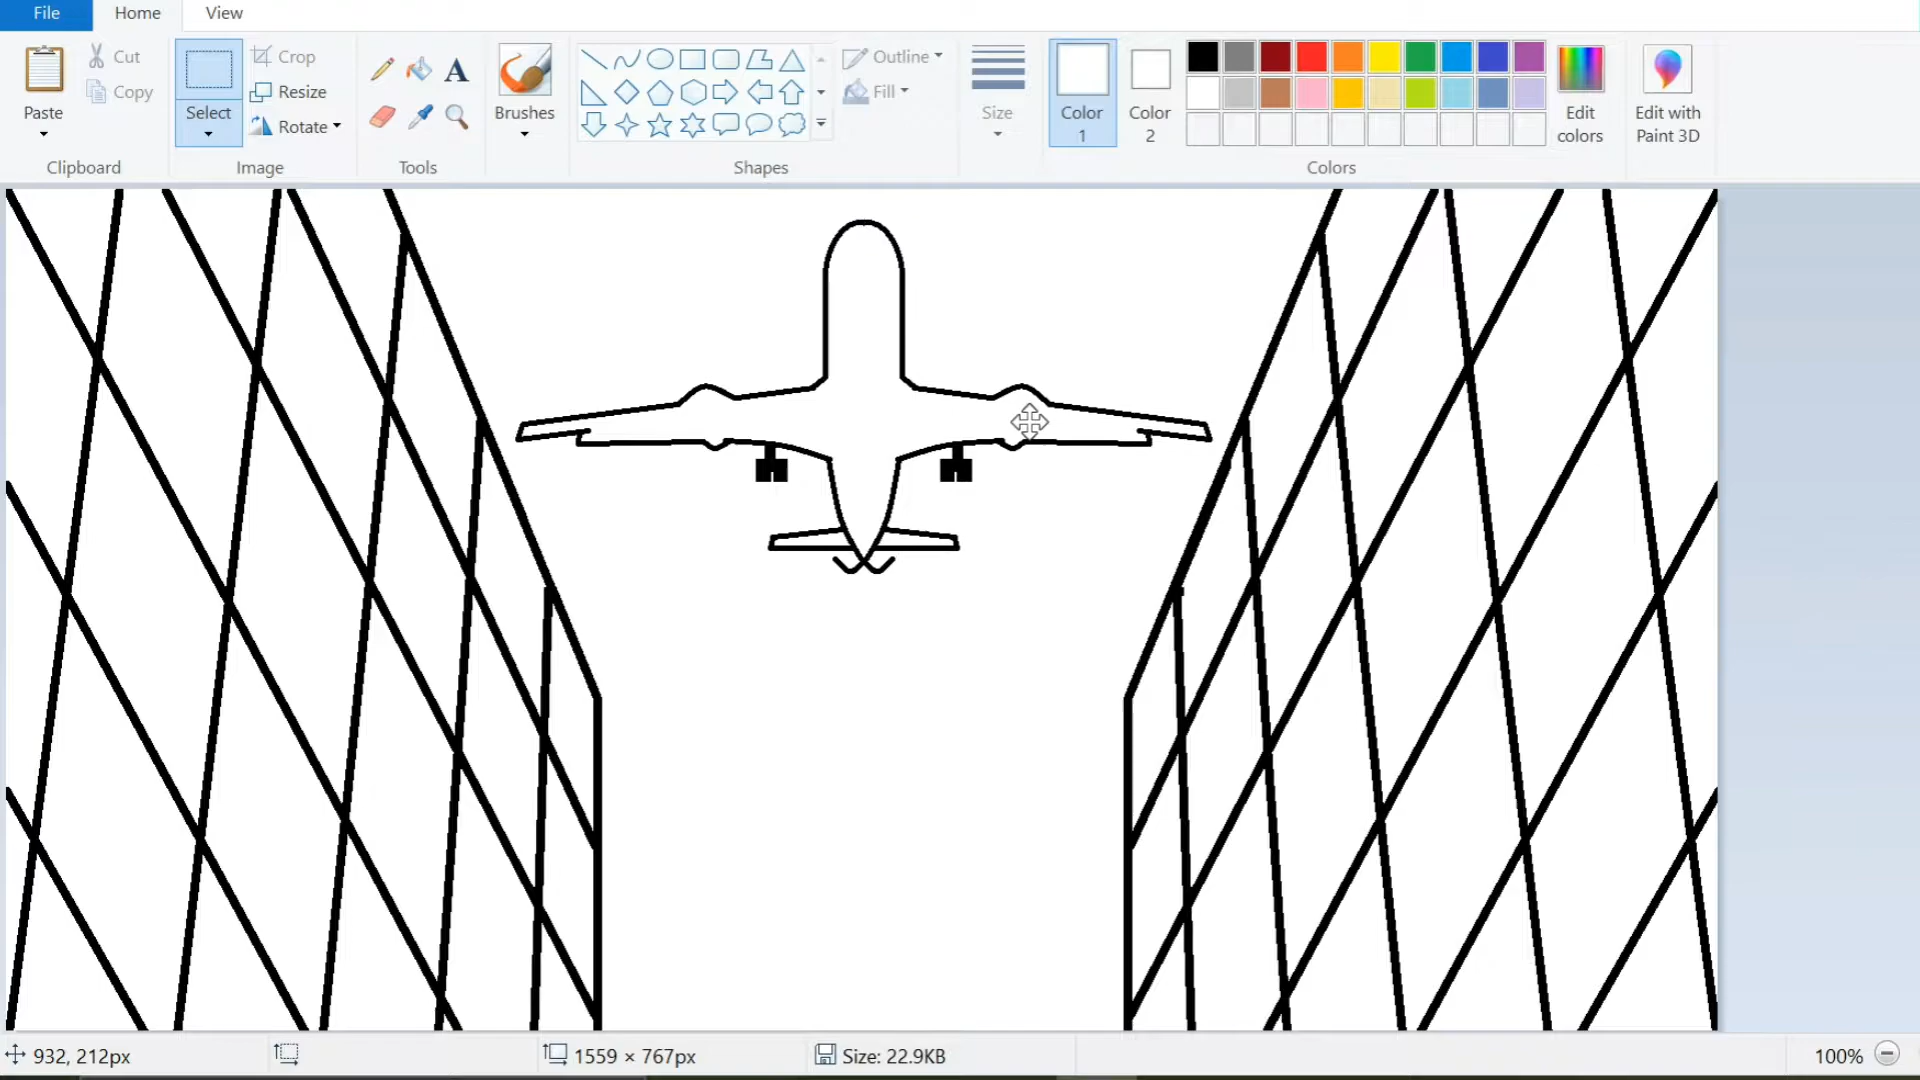 File Home View
Paste
Cut
Copy
Clipboard
Select
Crop
Resize
Rotate
Image
A
Tools
Brushes
Shapes
Outline
Fill
Size
Color
1
Color
2
Edit
colors
Colors
Edit with
Paint 3D
932, 212px
1559 × 767px
Size: 22.9KB
100%